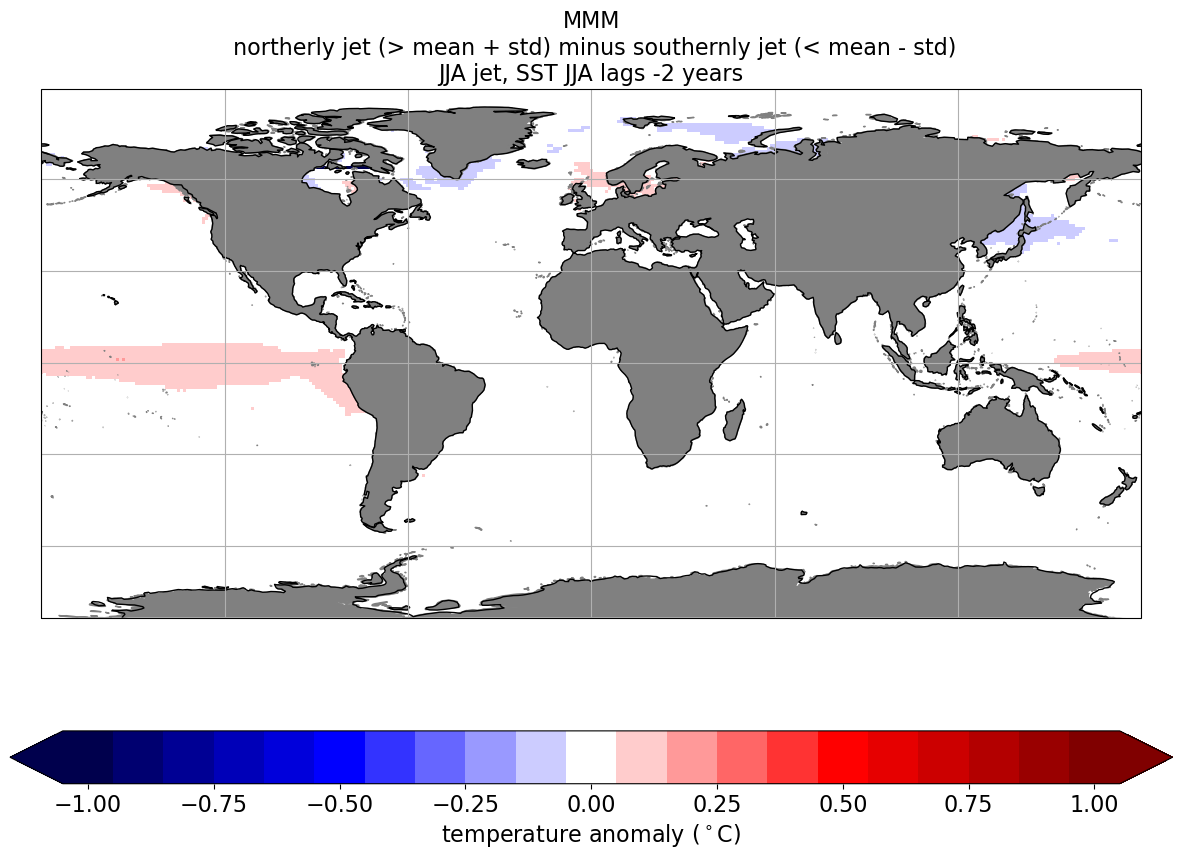 MMM
northerly jet (> mean + std) minus southernly jet (< mean - std)
JJA jet, SST JJA lags -2 years
−1.00 −0.75 −0.50 −0.25 0.00 0.25 0.50 0.75 1.00
temperature anomaly (°C)